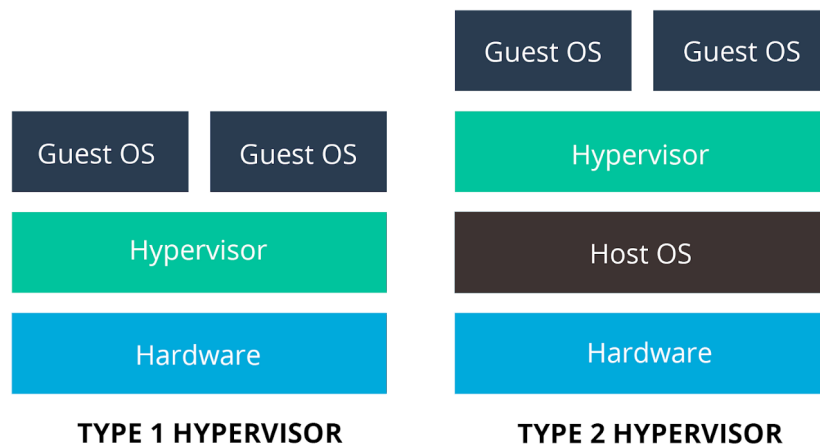 Guest OS
Guest OS
Hypervisor
Hardware
TYPE 1 HYPERVISOR
Guest OS
Guest OS
Hypervisor
Host OS
Hardware
TYPE 2 HYPERVISOR